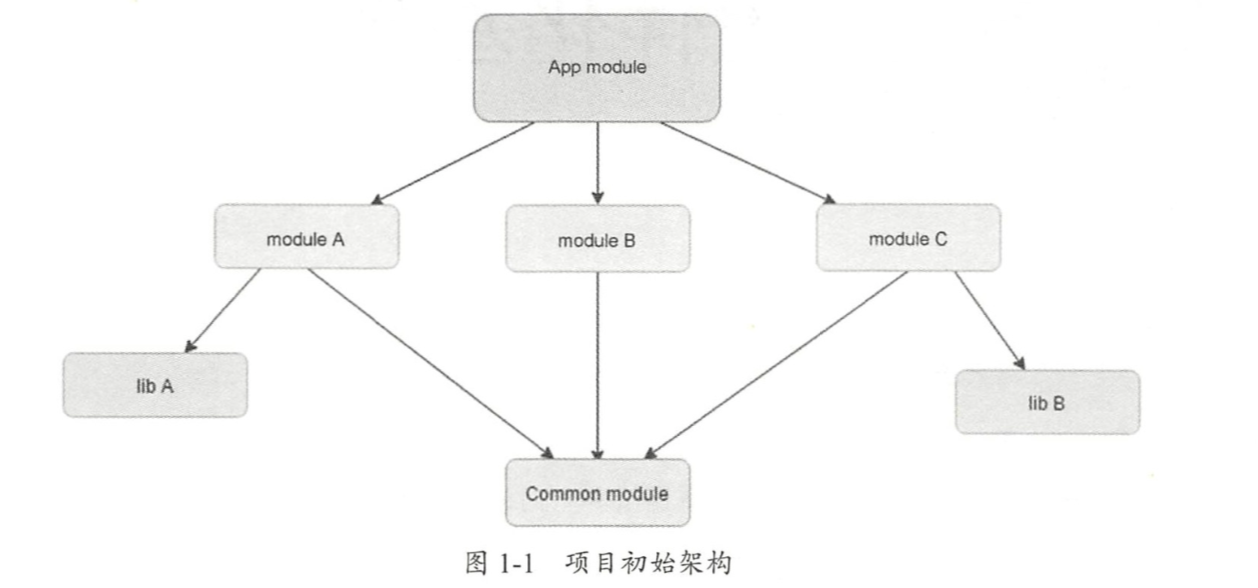 App module
module A
module B
module C
lib A
lib B
Common module
图 1-1 项目初始架构